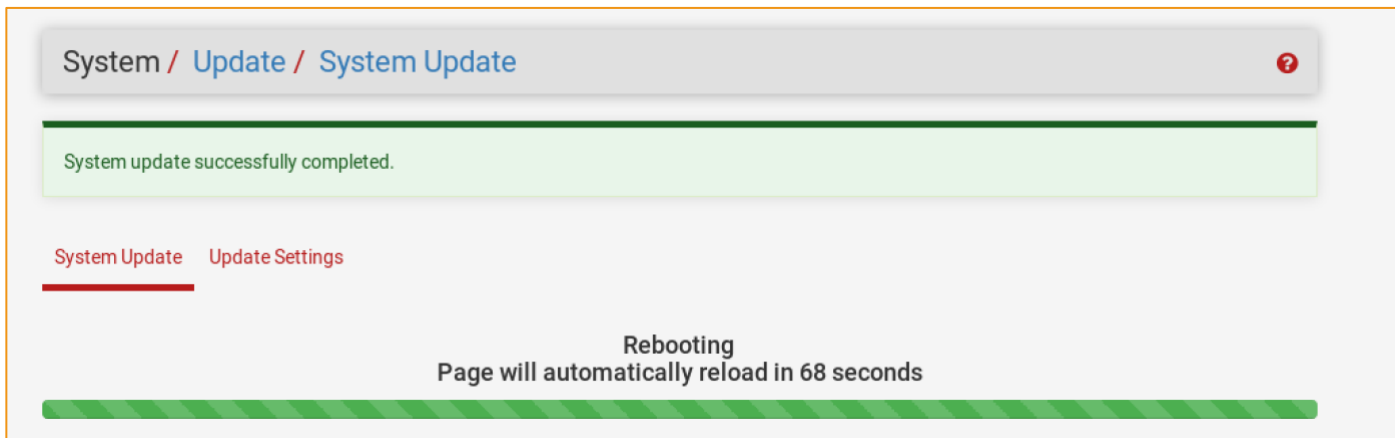 System / Update / System Update
System update successfully completed.
System Update Update Settings
Rebooting
Page will automatically reload in 68 seconds